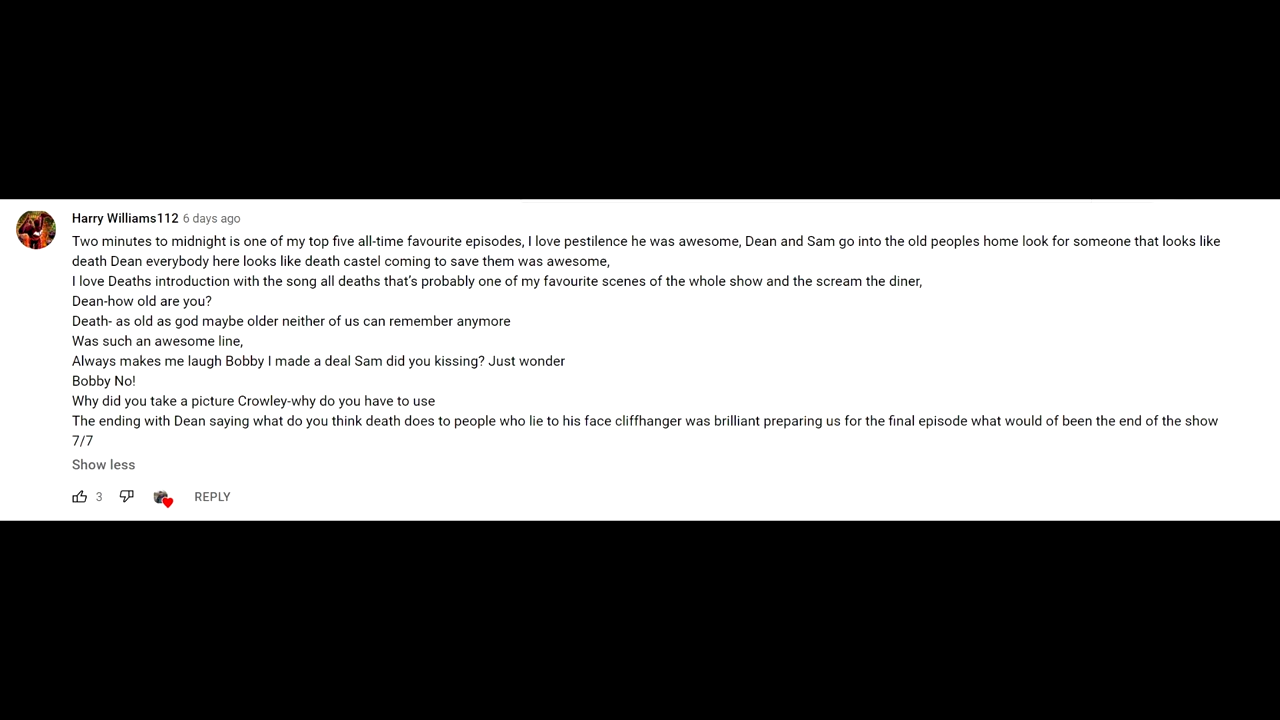 Harry Williams112 6 days ago
Two minutes to midnight is one of my top five all-time favourite episodes, I love pestilence he was awesome, Dean and Sam go into the old peoples home look for someone that looks like
death Dean everybody here looks like death castel coming to save them was awesome,
I love Deaths introduction with the song all deaths that's probably one of my favourite scenes of the whole show and the scream the diner,
Dean-how old are you?
Death- as old as god maybe older neither of us can remember anymore
Was such an awesome line,
Always makes me laugh Bobby I made a deal Sam did you kissing? Just wonder
Bobby No!
Why did you take a picture Crowley-why do you have to use
The ending with Dean saying what do you think death does to people who lie to his face cliffhanger was brilliant preparing us for the final episode what would of been the end of the show
7/7
Show less
3 REPLY